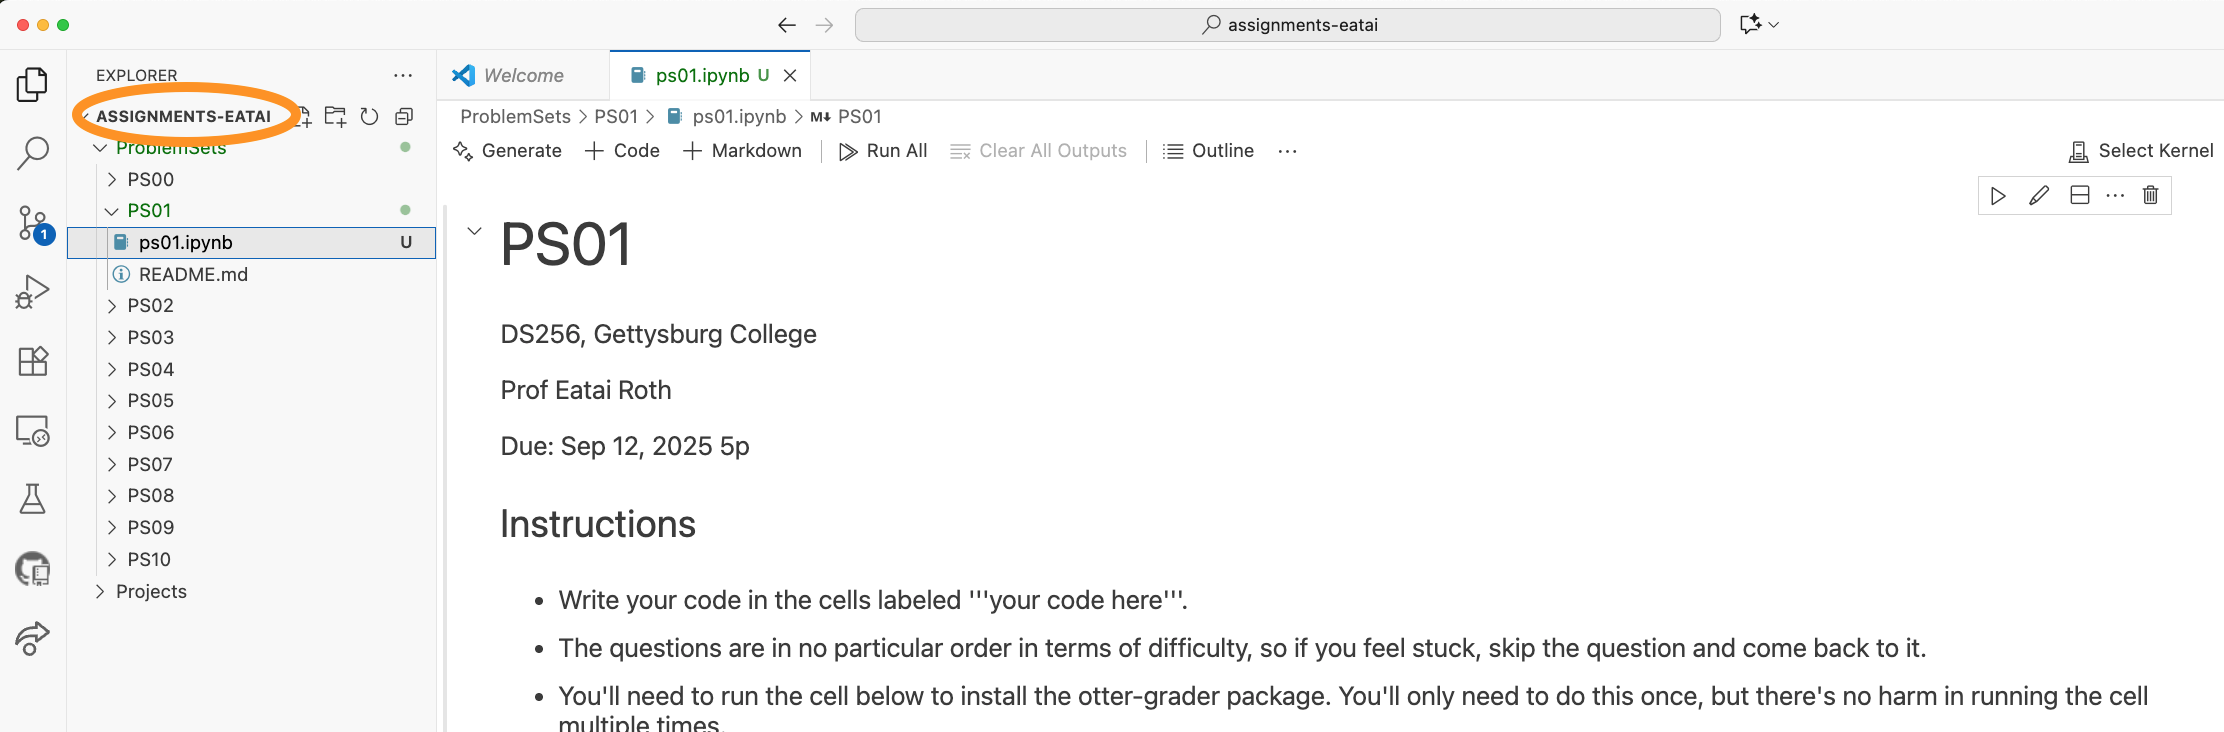 assignments-eatai
EXPLORER
ASSIGNMENTS-EATAI
ProblemSets
PS00
PS01
ps01.ipynb U
README.md
PS02
PS03
PS04
PS05
PS06
PS07
PS08
PS09
PS10
Projects
1
Welcome
ps01.ipynb U
ProblemSets > PS01 > ps01.ipynb > M↓ PS01
Generate + Code + Markdown Run All Clear All Outputs Outline ... Select Kernel
PS01
DS256, Gettysburg College
Prof Eatai Roth
Due: Sep 12, 2025 5p
Instructions
• Write your code in the cells labeled '''your code here'''.
• The questions are in no particular order in terms of difficulty, so if you feel stuck, skip the question and come back to it.
• You'll need to run the cell below to install the otter-grader package. You'll only need to do this once, but there's no harm in running the cell
multiple times.